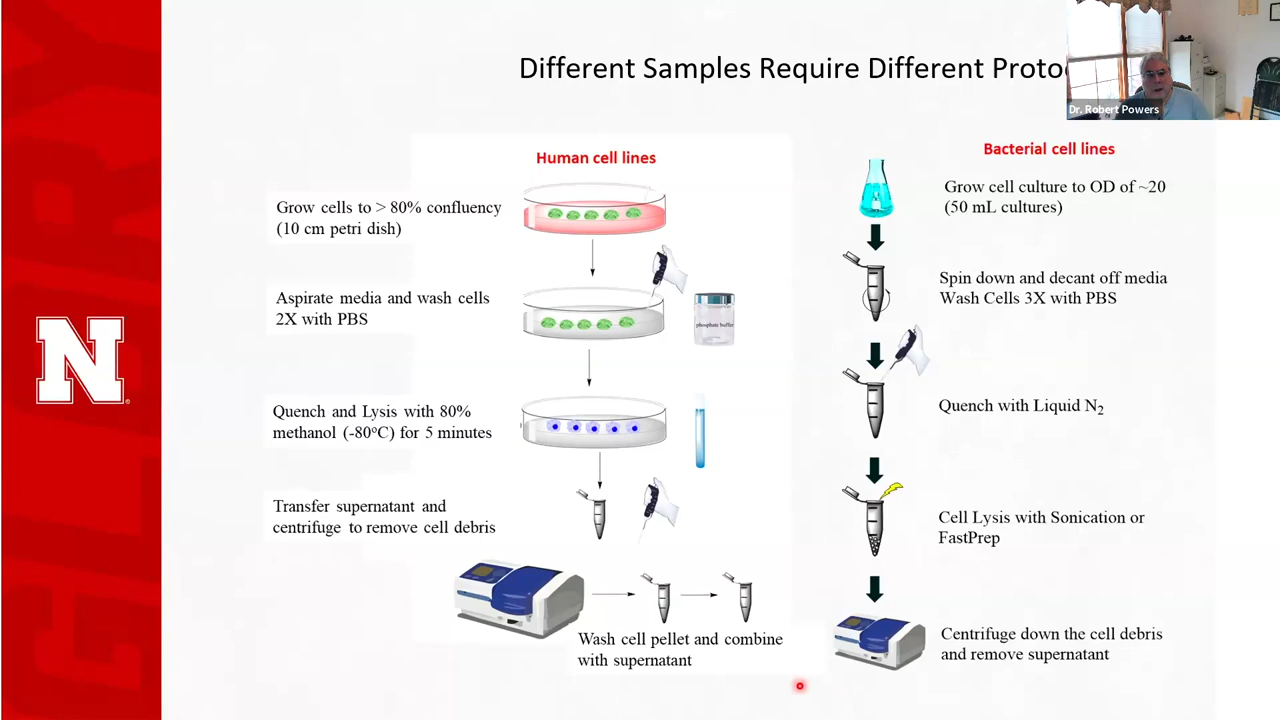 Different Samples Require Different Proto
Dr. Robert Powers
Human cell lines
Grow cells to > 80% confluency
(10 cm petri dish)
Aspirate media and wash cells
2X with PBS
phosphate buffer
Quench and Lysis with 80%
methanol (-80°C) for 5 minutes
Transfer supernatant and
centrifuge to remove cell debris
Wash cell pellet and combine
with supernatant
Bacterial cell lines
Grow cell culture to OD of ~20
(50 mL cultures)
Spin down and decant off media
Wash Cells 3X with PBS
Quench with Liquid N2
Cell Lysis with Sonication or
FastPrep
Centrifuge down the cell debris
and remove supernatant
N